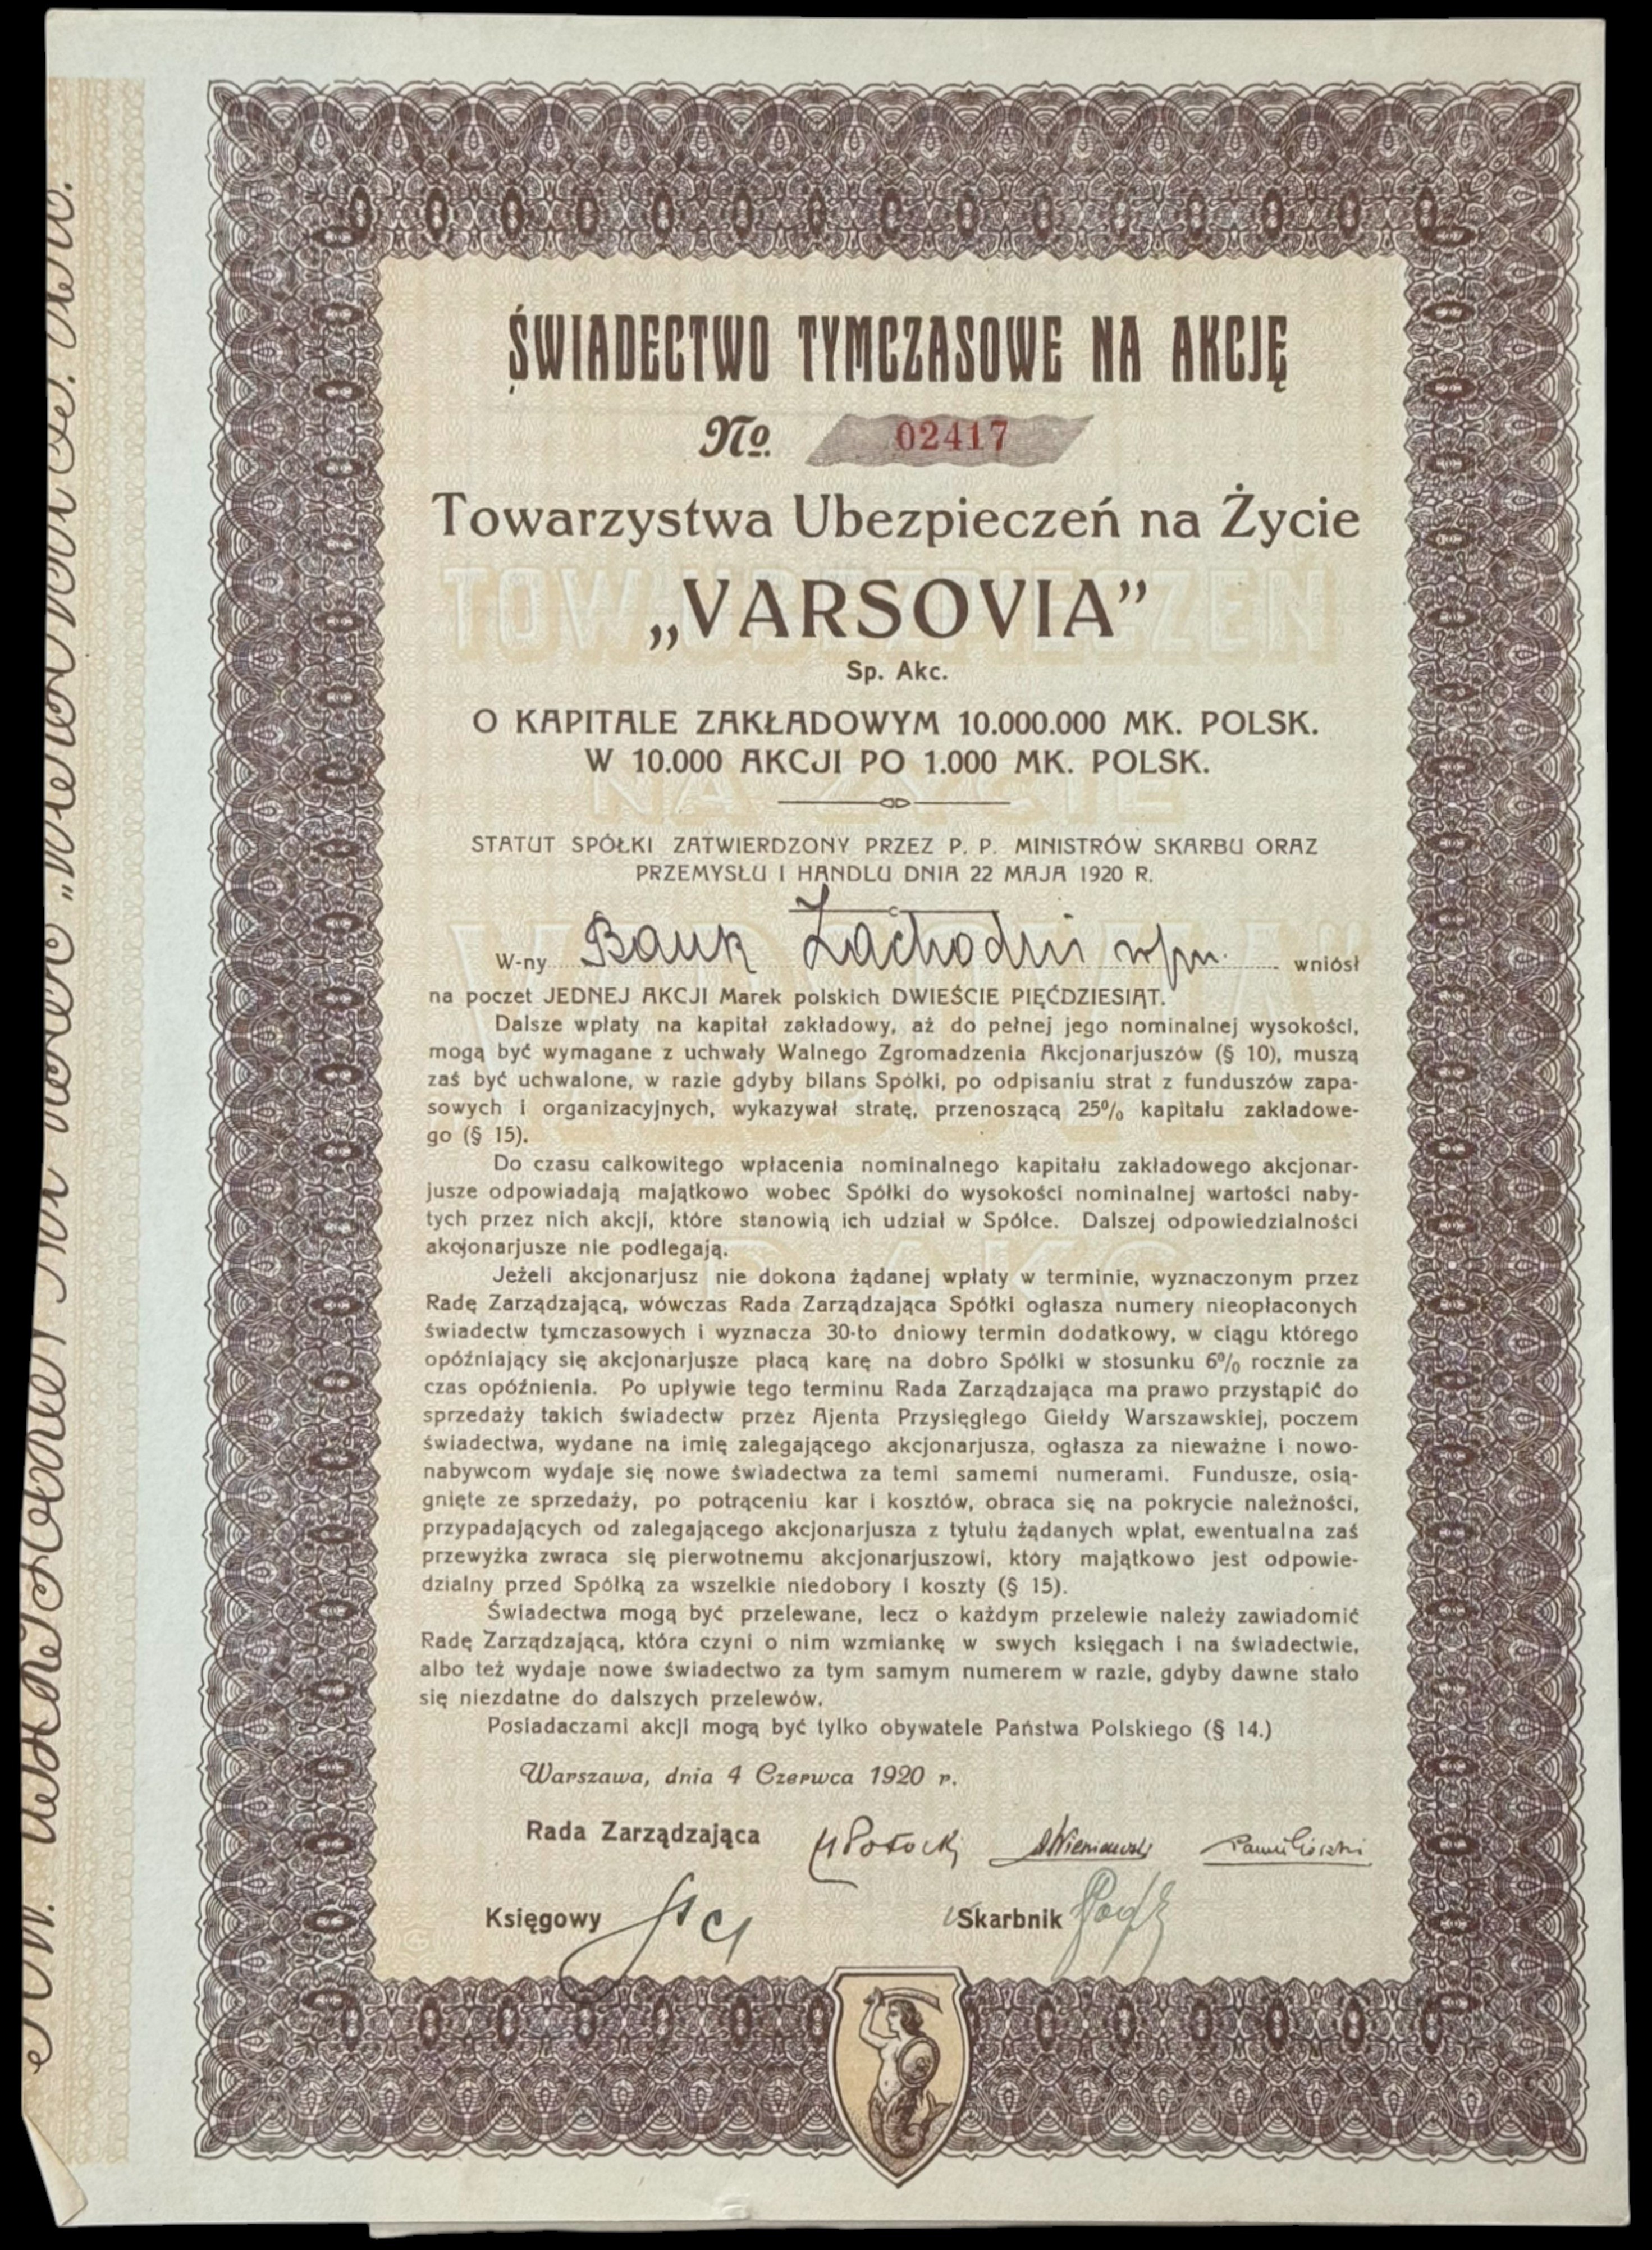 ŚWIADECTWO TYMCZASOWE NA AKCJĘ
No. 02417
Towarzystwa Ubezpieczeń na Życie
„VARSOVIA”
Sp. Akc.
O KAPITALE ZAKŁADOWYM 10.000.000 MK. POLSK.
W 10.000 AKCJI PO 1.000 MK. POLSK.
STATUT SPÓŁKI ZATWIERDZONY PRZEZ P. P. MINISTRÓW SKARBU ORAZ
PRZEMYSŁU I HANDLU DNIA 22 MAJA 1920 R.
W-ny Bank Zachodni wniósł
na poczet JEDNEJ AKCJI Marek polskich DWIEŚCIE PIĘĆDZIESIĄT.
Dalsze wpłaty na kapitał zakładowy, aż do pełnej jego nominalnej wysokości,
mogą być wymagane z uchwały Walnego Zgromadzenia Akcjonarjuszów (§ 10), muszą
zaś być uchwalone, w razie gdyby bilans Spółki, po odpisaniu strat z funduszów zapa-
sowych i organizacyjnych, wykazywał stratę, przenoszącą 25% kapitału zakładowe-
go (§ 15).
Do czasu całkowitego wpłacenia nominalnego kapitału zakładowego akcjonar-
jusze odpowiadają majątkowo wobec Spółki do wysokości nominalnej wartości naby-
tych przez nich akcji, które stanowią ich udział w Spółce. Dalszej odpowiedzialności
akcjonarjusze nie podlegają.
Jeżeli akcjonarjusz nie dokona żądanej wpłaty w terminie, wyznaczonym przez
Radę Zarządzającą, wówczas Rada Zarządzająca Spółki ogłasza numery nieopłaconych
świadectw tymczasowych i wyznacza 30-to dniowy termin dodatkowy, w ciągu którego
opóźniający się akcjonarjusze płacą karę na dobro Spółki w stosunku 6% rocznie za
czas opóźnienia. Po upływie tego terminu Rada Zarządzająca ma prawo przystąpić do
sprzedaży takich świadectw przez Ajenta Przysięgłego Giełdy Warszawskiej, poczem
świadectwa, wydane na imię zalegającego akcjonarjusza, ogłasza za nieważne i nowo-
nabywcom wydaje się nowe świadectwa za temi samemi numerami. Fundusze, osią-
gnięte ze sprzedaży, po potrąceniu kar i kosztów, obraca się na pokrycie należności,
przypadających od zalegającego akcjonarjusza z tytułu żądanych wpłat, ewentualna zaś
przewyżka zwraca się pierwotnemu akcjonarjuszowi, który majątkowo jest odpowie-
dzialny przed Spółką za wszelkie niedobory i koszty (§ 15).
Świadectwa mogą być przelewane, lecz o każdym przelewie należy zawiadomić
Radę Zarządzającą, która czyni o nim wzmiankę w swych księgach i na świadectwie,
albo też wydaje nowe świadectwo za tym samym numerem w razie, gdyby dawne stało
się niezdatne do dalszych przelewów.
Posiadaczami akcji mogą być tylko obywatele Państwa Polskiego (§ 14.)
Warszawa, dnia 4 Czerwca 1920 r.
Rada Zarządzająca
Księgowy
Skarbnik
TOW. UBEZPIECZEŃ
NA ŻYCIE